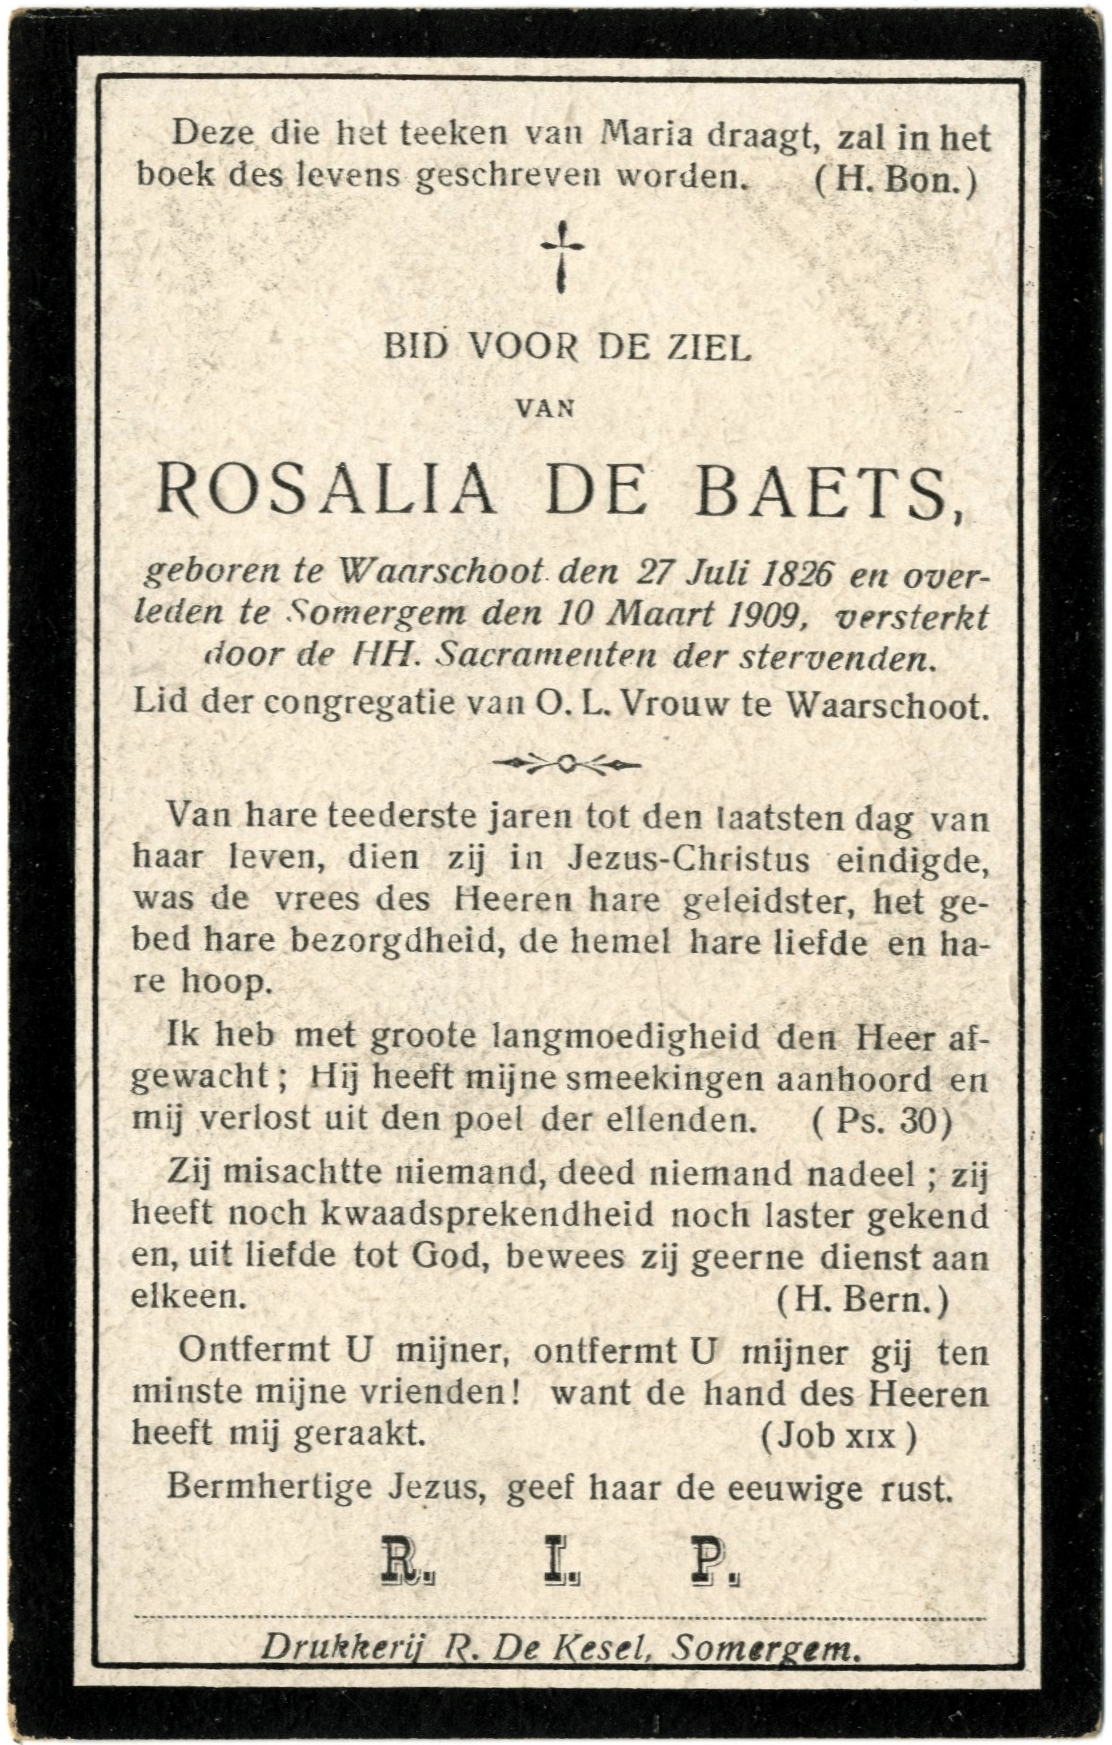 Deze die het teeken van Maria draagt, zal in het
boek des levens geschreven worden. (H. Bon.)
BID VOOR DE ZIEL
VAN
ROSALIA DE BAETS,
geboren te Waarschoot den 27 Juli 1826 en over-
leden te Somergem den 10 Maart 1909, versterkt
door de HH. Sacramenten der stervenden.
Lid der congregatie van O. L. Vrouw te Waarschoot.
Van hare teederste jaren tot den laatsten dag van
haar leven, dien zij in Jezus-Christus eindigde,
was de vrees des Heeren hare geleidster, het ge-
bed hare bezorgdheid, de hemel hare liefde en ha-
re hoop.
Ik heb met groote langmoedigheid den Heer af-
gewacht; Hij heeft mijne smeekingen aanhoord en
mij verlost uit den poel der ellenden. (Ps. 30)
Zij misachtte niemand, deed niemand nadeel; zij
heeft noch kwaadsprekendheid noch laster gekend
en, uit liefde tot God, bewees zij geerne dienst aan
elkeen. (H. Bern.)
Ontfermt U mijner, ontfermt U mijner gij ten
minste mijne vrienden! want de hand des Heeren
heeft mij geraakt. (Job XIX)
Bermhertige Jezus, geef haar de eeuwige rust.
R. I. P.
Drukkerij R. De Kesel, Somergem.